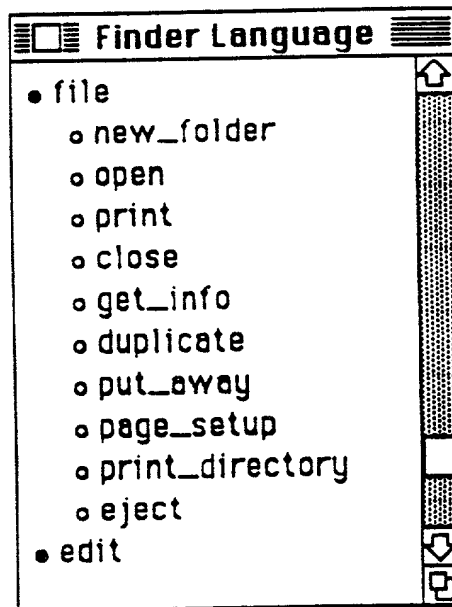 Finder Language
file
new_folder
open
print
close
get_info
duplicate
put_away
page_setup
print_directory
eject
edit